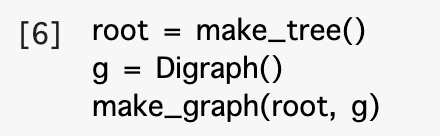 [6] root = make_tree()
g = Digraph()
make_graph(root, g)